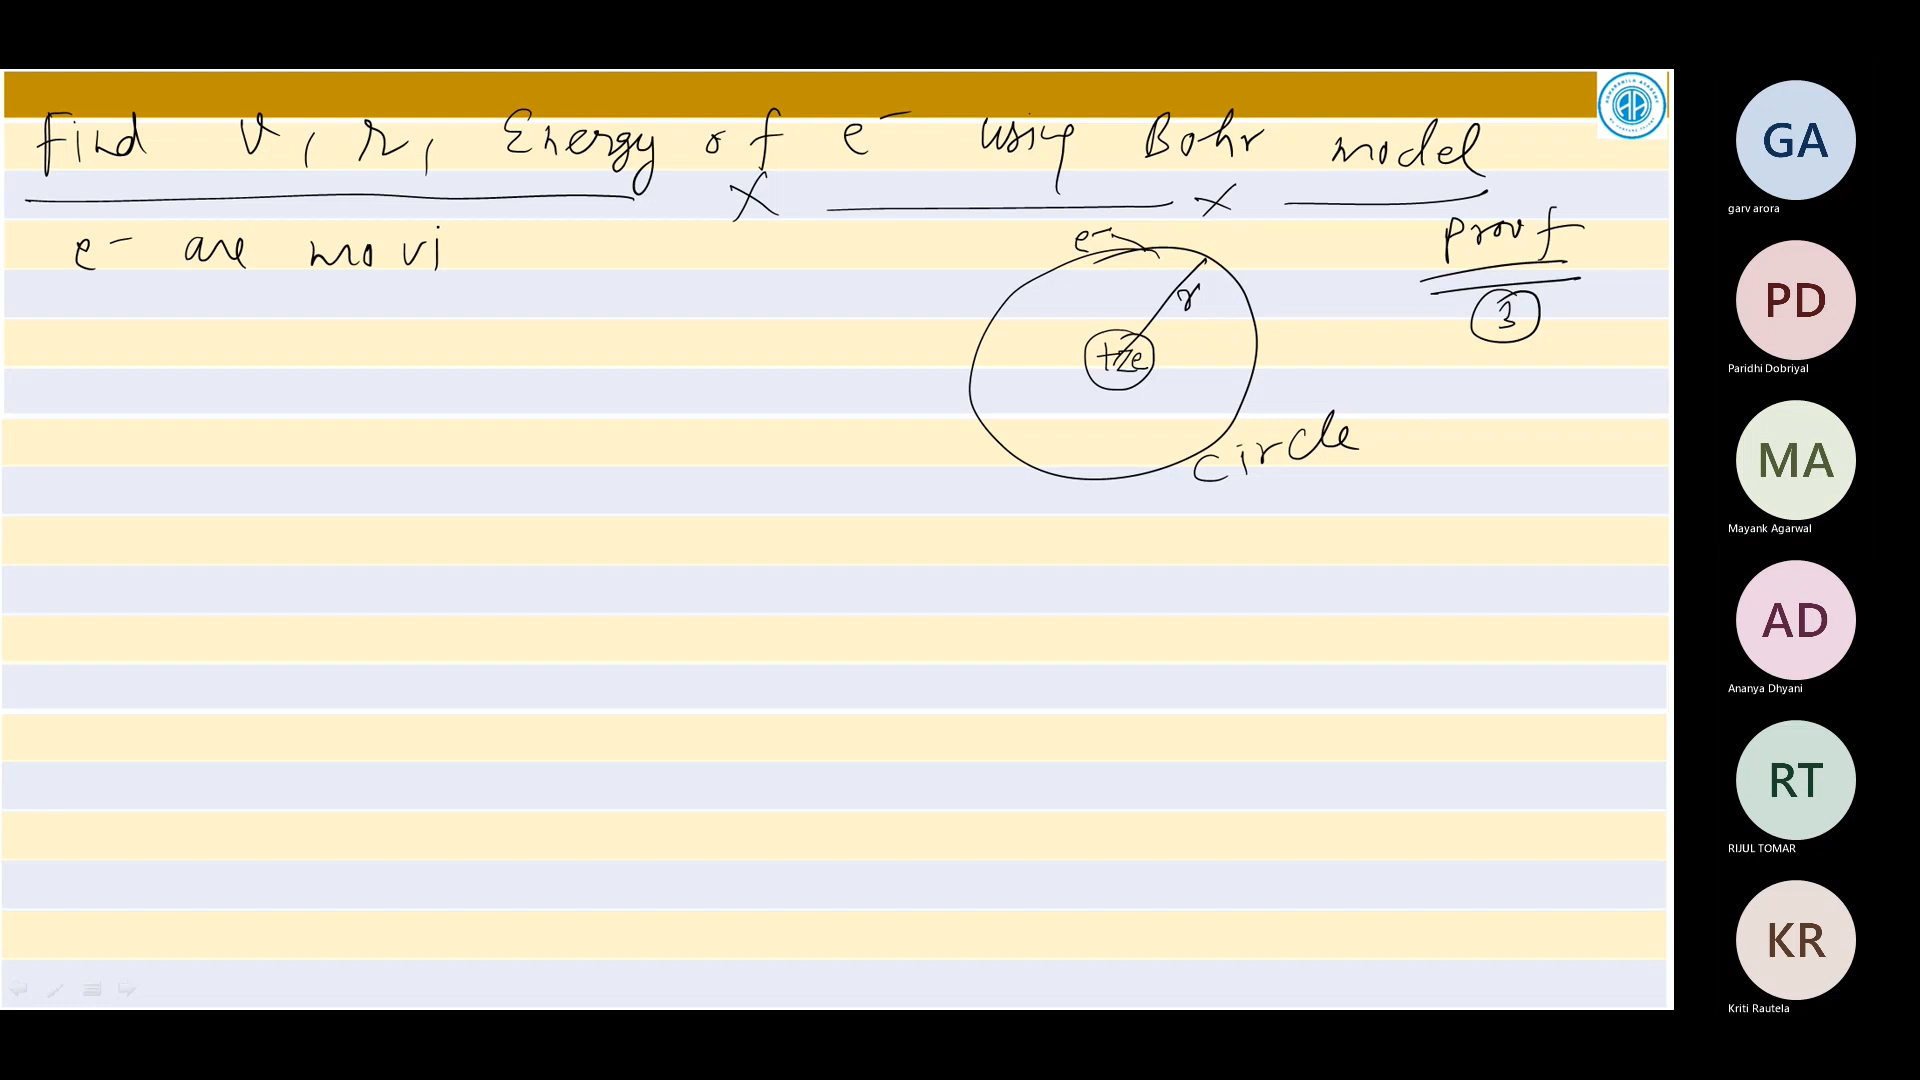 Find v, r, Energy of e⁻ using Bohr model
e⁻ are movi
Proof
3
e⁻
r
+Ze
circle
GA
garv arora
PD
Paridhi Dobriyal
MA
Mayank Agarwal
AD
Ananya Dhyani
RT
RIJUL TOMAR
KR
Kriti Rautela